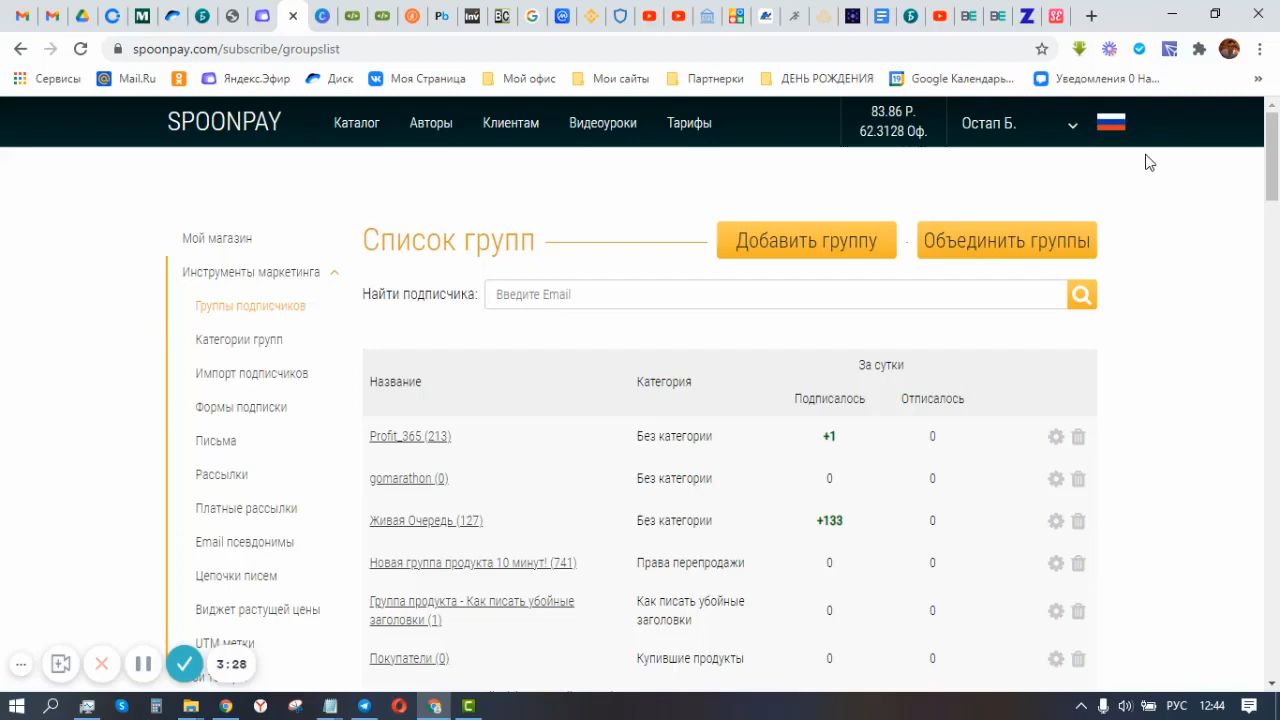 spoonpay.com/subscribe/groupslist
Сервисы
Mail.Ru
Яндекс.Эфир
Диск
Моя Страница
Мой офис
Мои сайты
Партнерки
ДЕНЬ РОЖДЕНИЯ
Google Календарь...
Уведомления 0 На...
»
SPOONPAY
Каталог
Авторы
Клиентам
Видеоуроки
Тарифы
83.86 Р.
62.3128 Оф.
Остап Б.
Мой магазин
Инструменты маркетинга
Группы подписчиков
Категории групп
Импорт подписчиков
Формы подписки
Письма
Рассылки
Платные рассылки
Email псевдонимы
Цепочки писем
Виджет растущей цены
UTM метки
Список групп
Добавить группу
Объединить группы
Найти подписчика:
Введите Email
За сутки
Название
Категория
Подписалось
Отписалось
Profit_365 (213) Без категории +1 0
gomarathon (0) Без категории 0 0
Живая Очередь (127) Без категории +133 0
Новая группа продукта 10 минут! (741) Права перепродажи 0 0
Группа продукта - Как писать убойные Как писать убойные
заголовки (1) заголовки 0 0
Покупатели (0) Купившие продукты 0 0
3:28
РУС
12:44